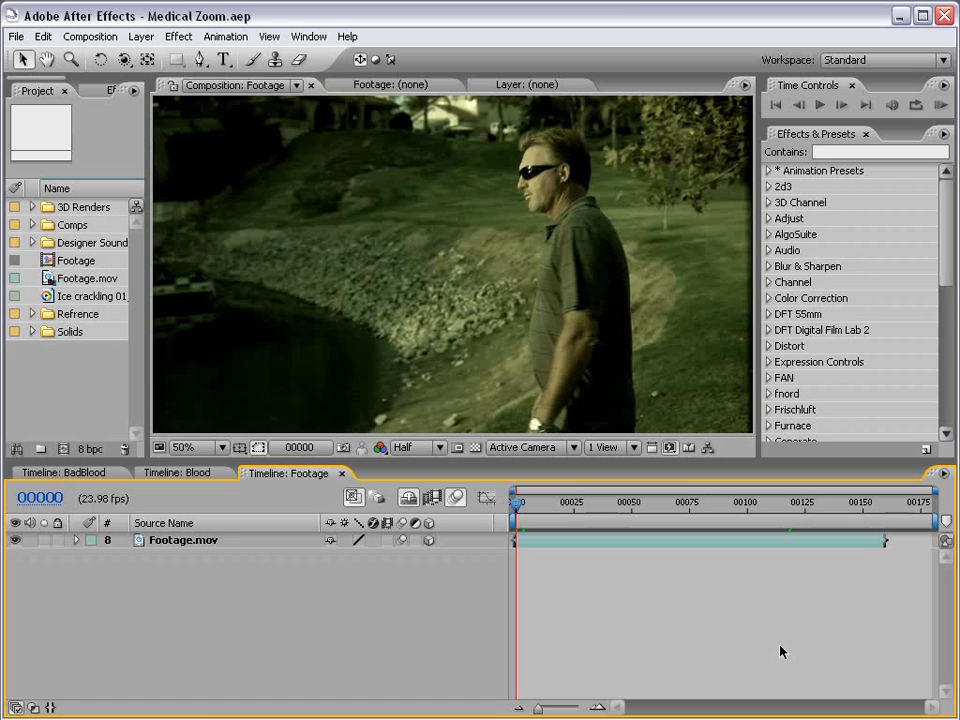 Adobe After Effects - Medical Zoom.aep
File Edit Composition Layer Effect Animation View Window Help
T Workspace: Standard
Project
Composition: Footage Footage: (none) Layer: (none)
Time Controls
Effects & Presets
Contains:
Name
3D Renders
Comps
Designer Sound
Footage
Footage.mov
Ice crackling 01
Refrence
Solids
* Animation Presets
2d3
3D Channel
Adjust
AlgoSuite
Audio
Blur & Sharpen
Channel
Color Correction
DFT 55mm
DFT Digital Film Lab 2
Distort
Expression Controls
FAN
fnord
Frischluft
Furnace
8 bpc 50% 00000 Half Active Camera 1 View
Timeline: BadBlood Timeline: Blood Timeline: Footage
00000 (23.98 fps)
00025 00050 00075 00100 00125 00150 00175
# Source Name
8 Footage.mov